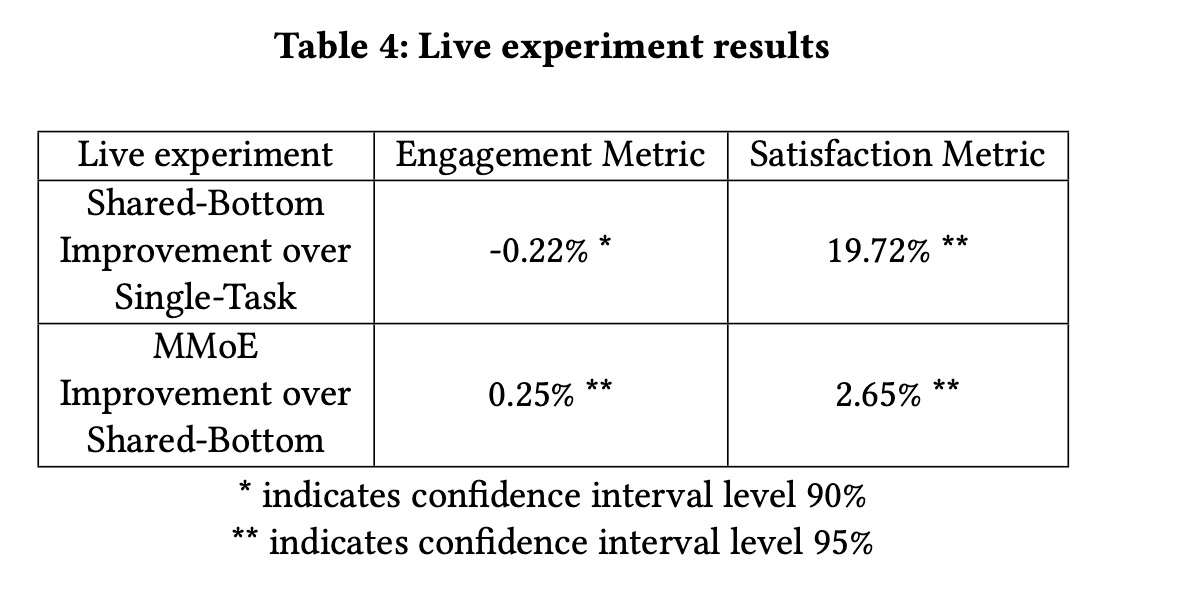 Table 4: Live experiment results
Live experiment
Engagement Metric
Satisfaction Metric
Shared-Bottom
Improvement over
Single-Task
-0.22% *
19.72% **
MMoE
Improvement over
Shared-Bottom
0.25% **
2.65% **
* indicates confidence interval level 90%
** indicates confidence interval level 95%